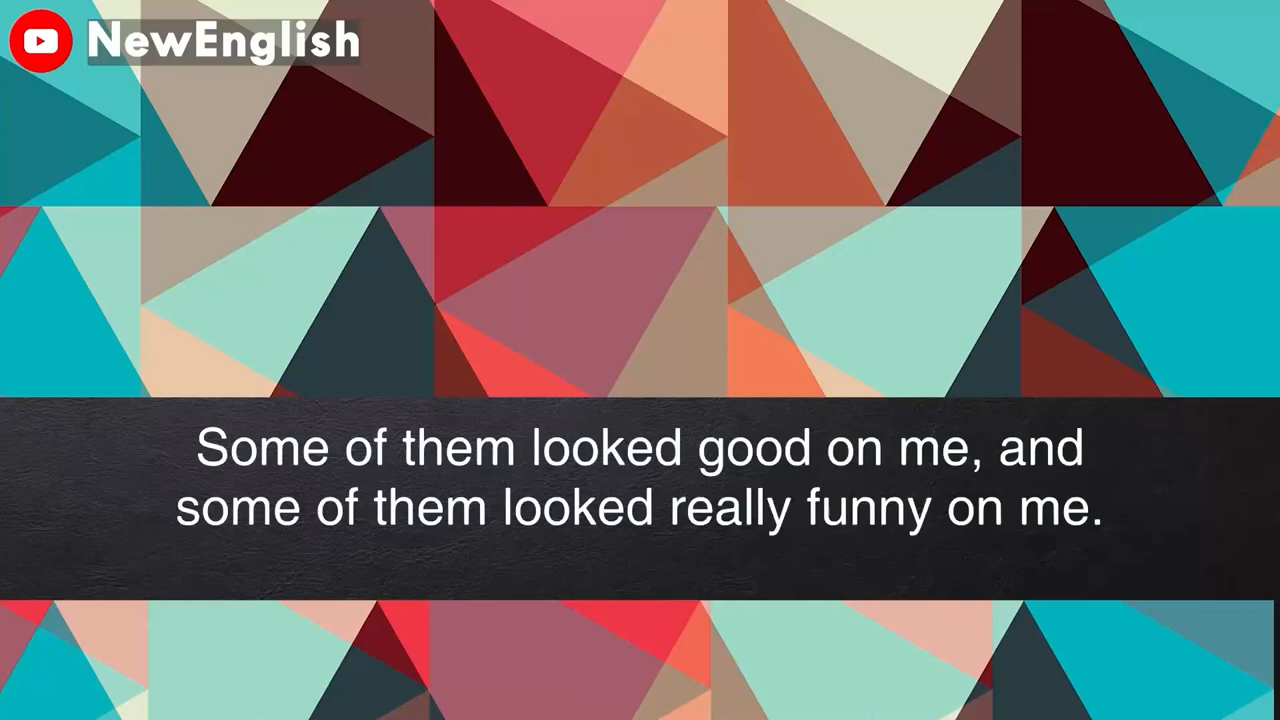 NewEnglish
Some of them looked good on me, and
some of them looked really funny on me.